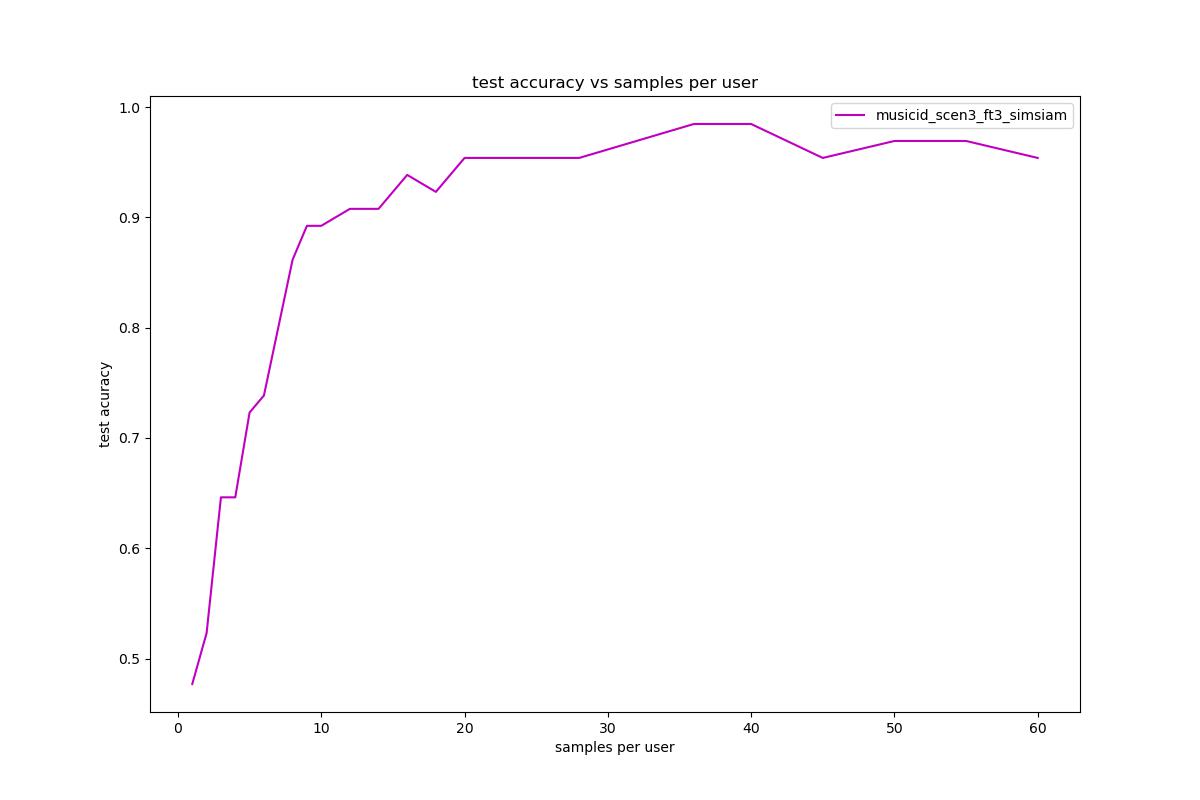 test accuracy vs samples per user
musicid_scen3_ft3_simsiam
1.0
0.9
0.8
0.7
0.6
0.5
test acuracy
0 10 20 30 40 50 60
samples per user